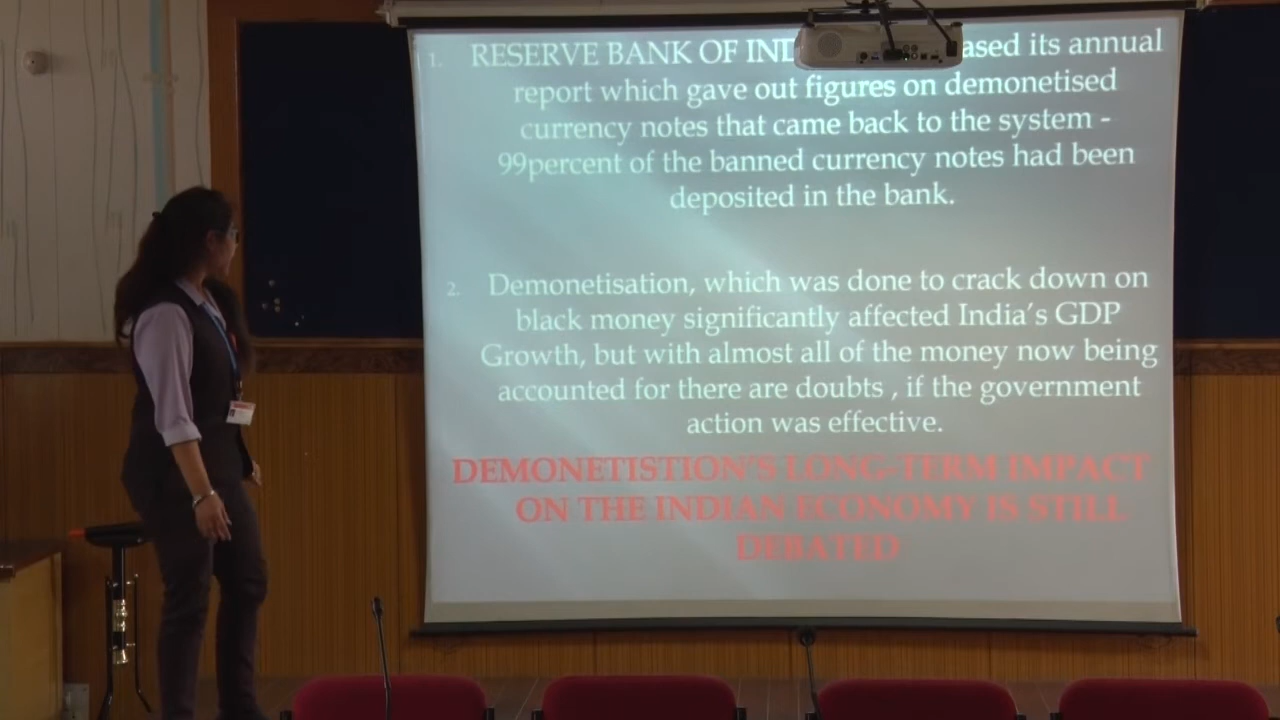 1. RESERVE BANK OF IND ased its annual
report which gave out figures on demonetised
currency notes that came back to the system -
99percent of the banned currency notes had been
deposited in the bank.
2. Demonetisation, which was done to crack down on
black money significantly affected India's GDP
Growth, but with almost all of the money now being
accounted for there are doubts , if the government
action was effective.
DEMONETISTION'S LONG-TERM IMPACT
ON THE INDIAN ECONOMY IS STILL
DEBATED